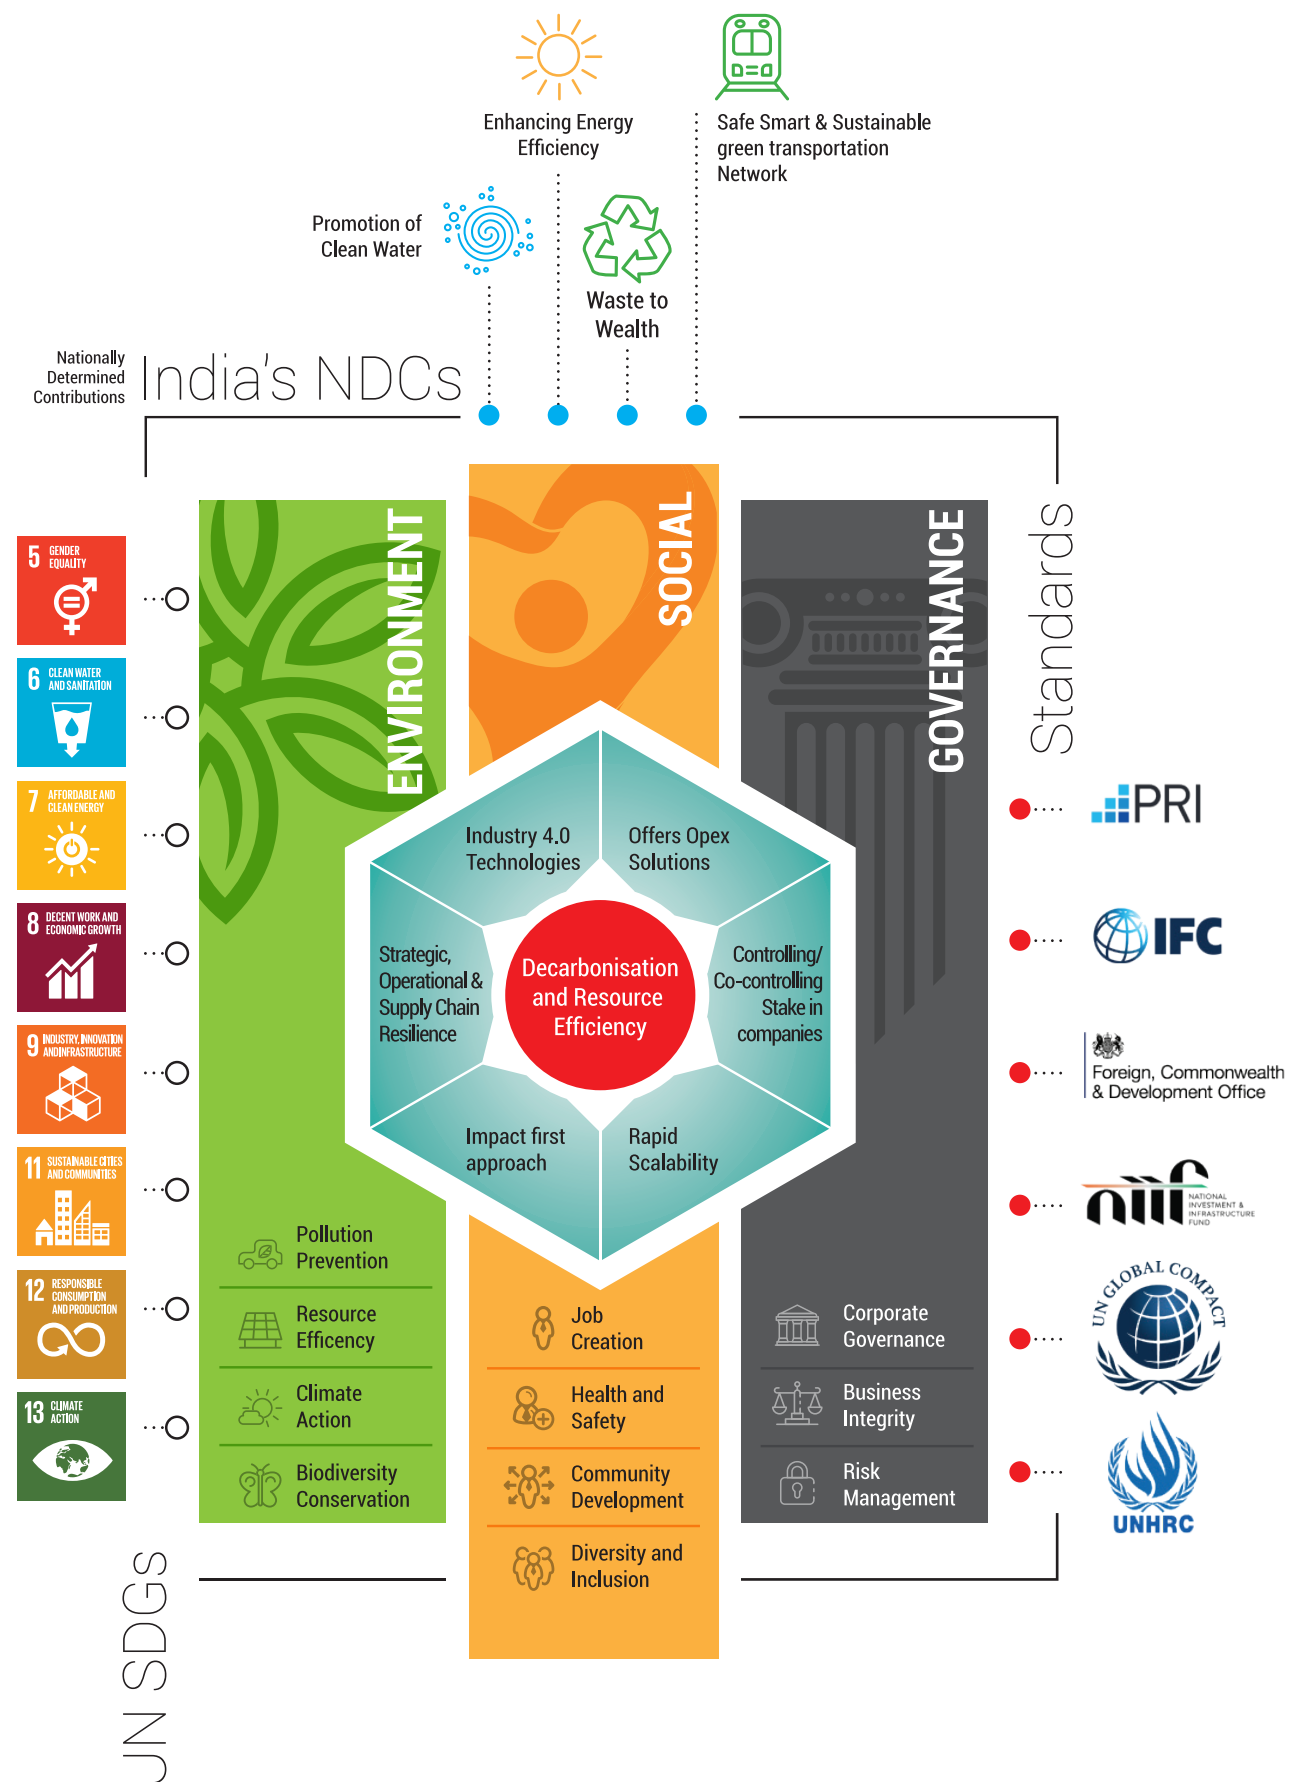 Enhancing Energy
Efficiency
Safe Smart & Sustainable
green transportation
Network
Promotion of
Clean Water
Waste to
Wealth
Nationally
Determined
Contributions
India's NDCs
ENVIRONMENT
SOCIAL
GOVERNANCE
Standards
5 GENDER
EQUALITY
6 CLEAN WATER
AND SANITATION
7 AFFORDABLE AND
CLEAN ENERGY
8 DECENT WORK AND
ECONOMIC GROWTH
9 INDUSTRY, INNOVATION
AND INFRASTRUCTURE
11 SUSTAINABLE CITIES
AND COMMUNITIES
12 RESPONSIBLE
CONSUMPTION
AND PRODUCTION
13 CLIMATE
ACTION
Industry 4.0
Technologies
Offers Opex
Solutions
Strategic,
Operational &
Supply Chain
Resilience
Decarbonisation
and Resource
Efficiency
Controlling/
Co-controlling
Stake in
companies
Impact first
approach
Rapid
Scalability
Pollution
Prevention
Resource
Efficency
Climate
Action
Biodiversity
Conservation
Job
Creation
Health and
Safety
Community
Development
Diversity and
Inclusion
Corporate
Governance
Business
Integrity
Risk
Management
PRI
IFC
Foreign, Commonwealth
& Development Office
niif
NATIONAL
INVESTMENT &
INFRASTRUCTURE
FUND
UN GLOBAL COMPACT
UNHRC
UN SDGs